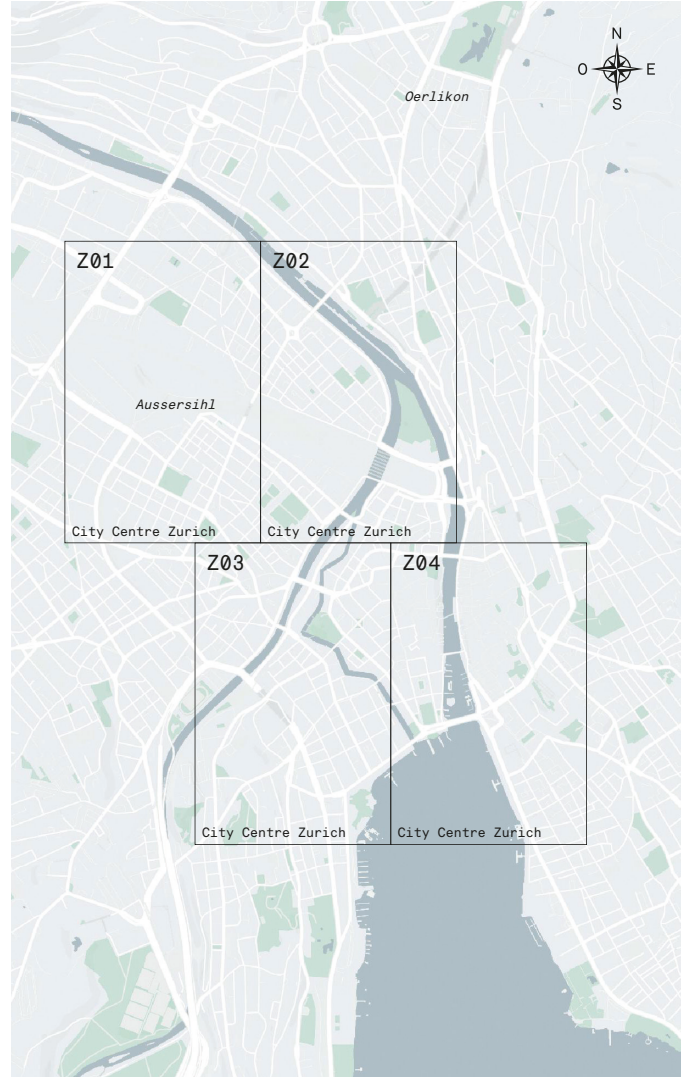 N
Oerlikon
O E
S
Z01 Z02
Aussersihl
City Centre Zurich City Centre Zurich
Z03 Z04
City Centre Zurich City Centre Zurich